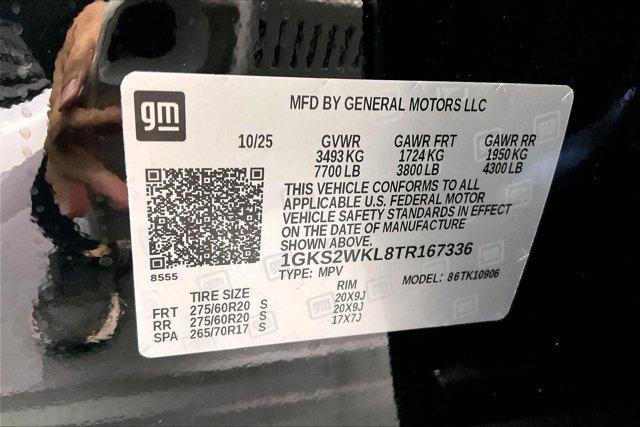 gm
MFD BY GENERAL MOTORS LLC
10/25 GVWR GAWR FRT GAWR RR
3493 KG 1724 KG 1950 KG
7700 LB 3800 LB 4300 LB
THIS VEHICLE CONFORMS TO ALL
APPLICABLE U.S. FEDERAL MOTOR
VEHICLE SAFETY STANDARDS IN EFFECT
ON THE DATE OF MANUFACTURE
SHOWN ABOVE.
8555
1GKS2WKL8TR167336
TYPE: MPV MODEL: 86TK10906
TIRE SIZE RIM
FRT 275/60R20 S 20X9J
RR 275/60R20 S 20X9J
SPA 265/70R17 S 17X7J